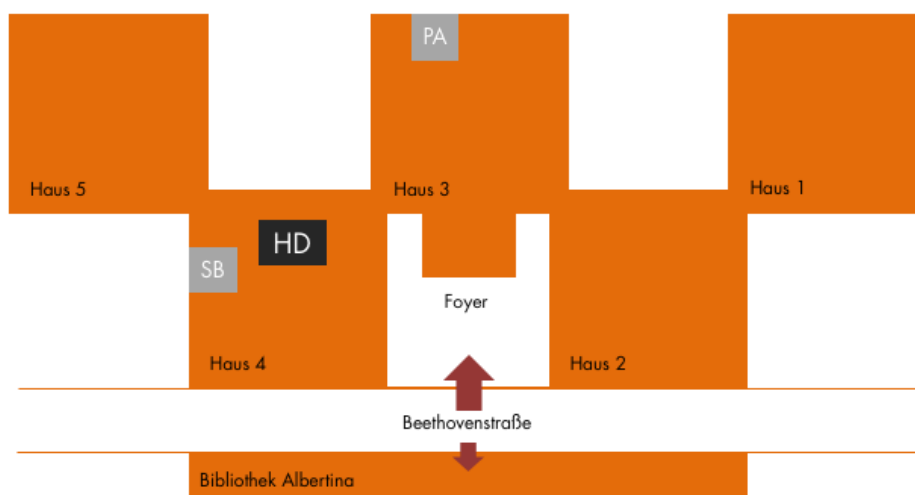 PA
Haus 5
Haus 3
Haus 1
HD
SB
Foyer
Haus 4
Haus 2
Beethovenstraße
Bibliothek Albertina